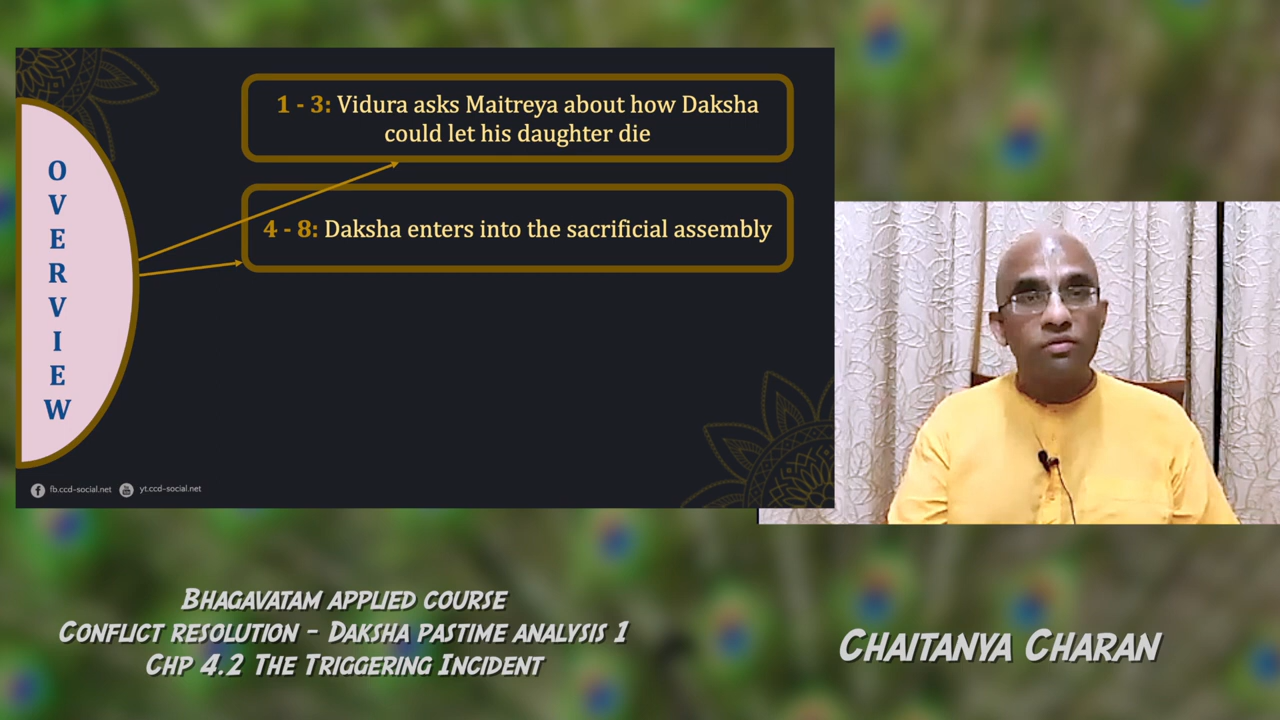 OVERVIEW
1 - 3: Vidura asks Maitreya about how Daksha
could let his daughter die
4 - 8: Daksha enters into the sacrificial assembly
fb.ccd-social.net yt.ccd-social.net
BHAGAVATAM APPLIED COURSE
CONFLICT RESOLUTION - DAKSHA PASTIME ANALYSIS 1
CHP 4.2 THE TRIGGERING INCIDENT
CHAITANYA CHARAN